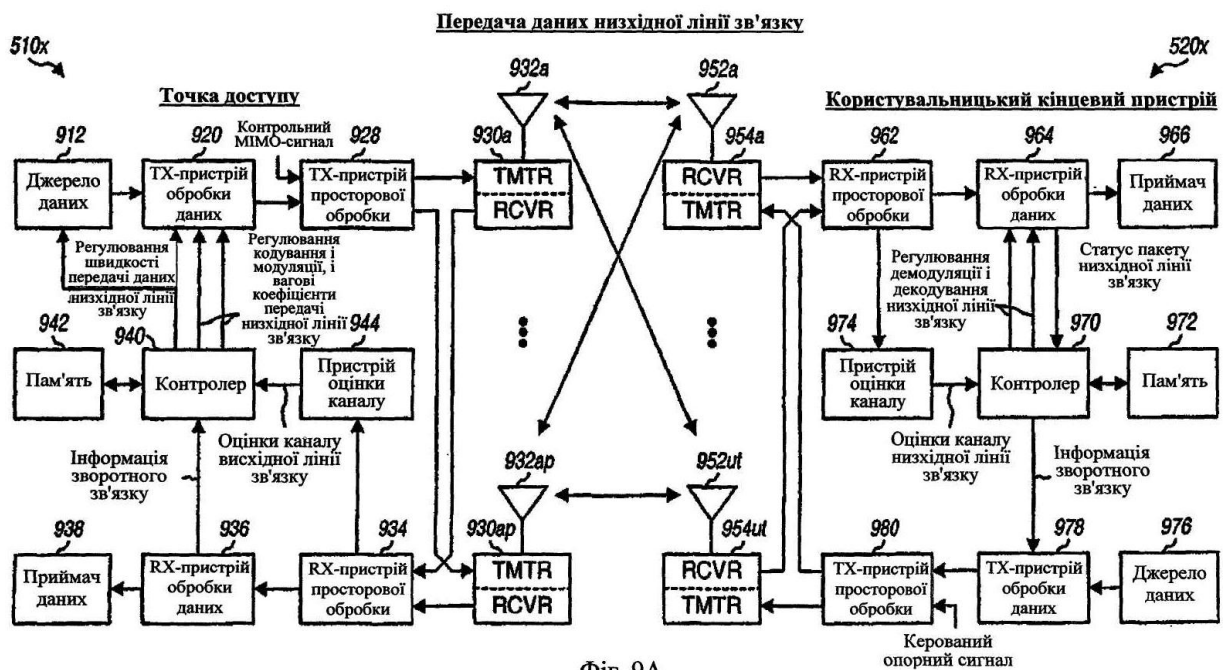 Передача даних низхідної лінії зв'язку
510x
520x
Точка доступу
Користувальницький кінцевий пристрій
932a
952a
912
920
Контрольний
МІМО-сигнал
928
930a
954a
962
964
966
Джерело
даних
TX-пристрій
обробки
даних
TX-пристрій
просторової
обробки
TMTR
RCVR
RCVR
TMTR
RX-пристрій
просторової
обробки
RX-пристрій
обробки
даних
Приймач
даних
Регулювання
швидкості
передачі даних
низхідної лінії
зв'язку
Регулювання
кодування і
модуляції, і
вагові
коефіцієнти
передачі
низхідної лінії
зв'язку
Регулювання
демодуляції і
декодування
низхідної лінії
зв'язку
Статус пакету
низхідної лінії
зв'язку
942
940
944
974
970
972
Пам'ять
Контролер
Пристрій
оцінки
каналу
Пристрій
оцінки
каналу
Контролер
Пам'ять
Інформація
зворотного
зв'язку
Оцінки каналу
висхідної лінії
зв'язку
Оцінки каналу
низхідної лінії
зв'язку
Інформація
зворотного
зв'язку
932ap
952ut
938
936
934
930ap
954ut
980
978
976
Приймач
даних
RX-пристрій
обробки
даних
RX-пристрій
просторової
обробки
TMTR
RCVR
RCVR
TMTR
TX-пристрій
просторової
обробки
TX-пристрій
обробки
даних
Джерело
даних
Керований
опорний сигнал
Фіг. 9А